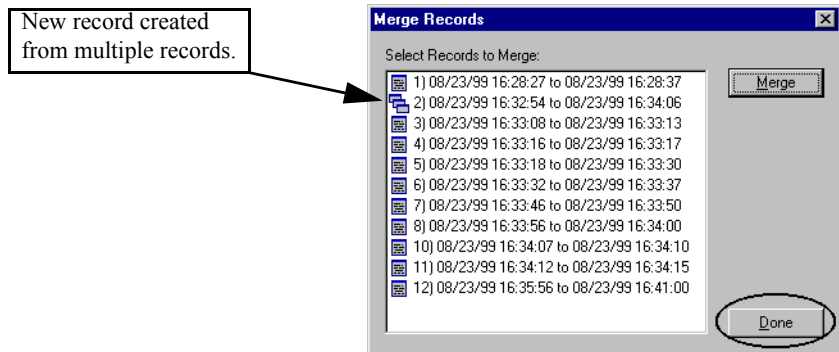 New record created
from multiple records.
Merge Records
Select Records to Merge:
1) 08/23/99 16:28:27 to 08/23/99 16:28:37
2) 08/23/99 16:32:54 to 08/23/99 16:34:06
3) 08/23/99 16:33:08 to 08/23/99 16:33:13
4) 08/23/99 16:33:16 to 08/23/99 16:33:17
5) 08/23/99 16:33:18 to 08/23/99 16:33:30
6) 08/23/99 16:33:32 to 08/23/99 16:33:37
7) 08/23/99 16:33:46 to 08/23/99 16:33:50
8) 08/23/99 16:33:56 to 08/23/99 16:34:00
10) 08/23/99 16:34:07 to 08/23/99 16:34:10
11) 08/23/99 16:34:12 to 08/23/99 16:34:15
12) 08/23/99 16:35:56 to 08/23/99 16:41:00
Merge
Done